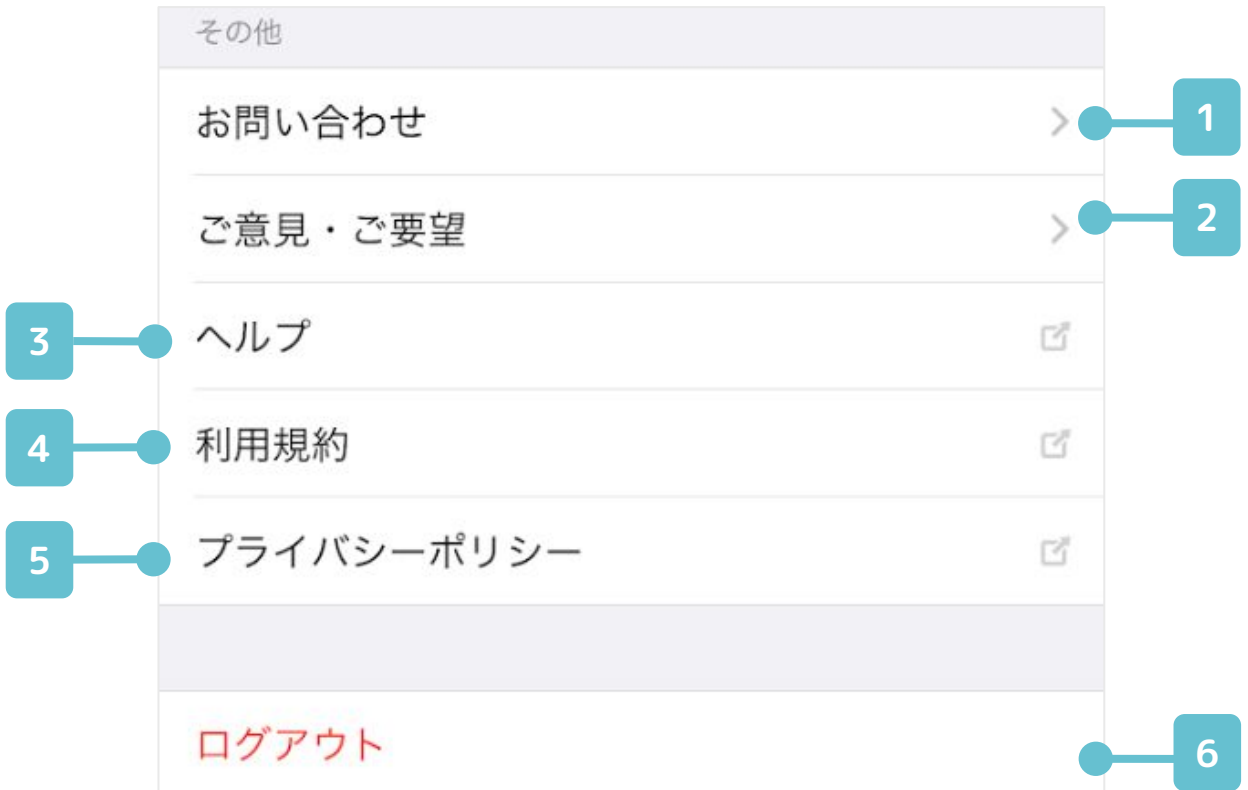 その他
お問い合わせ
1
ご意見・ご要望
2
3
ヘルプ
4
利用規約
5
プライバシーポリシー
ログアウト
6